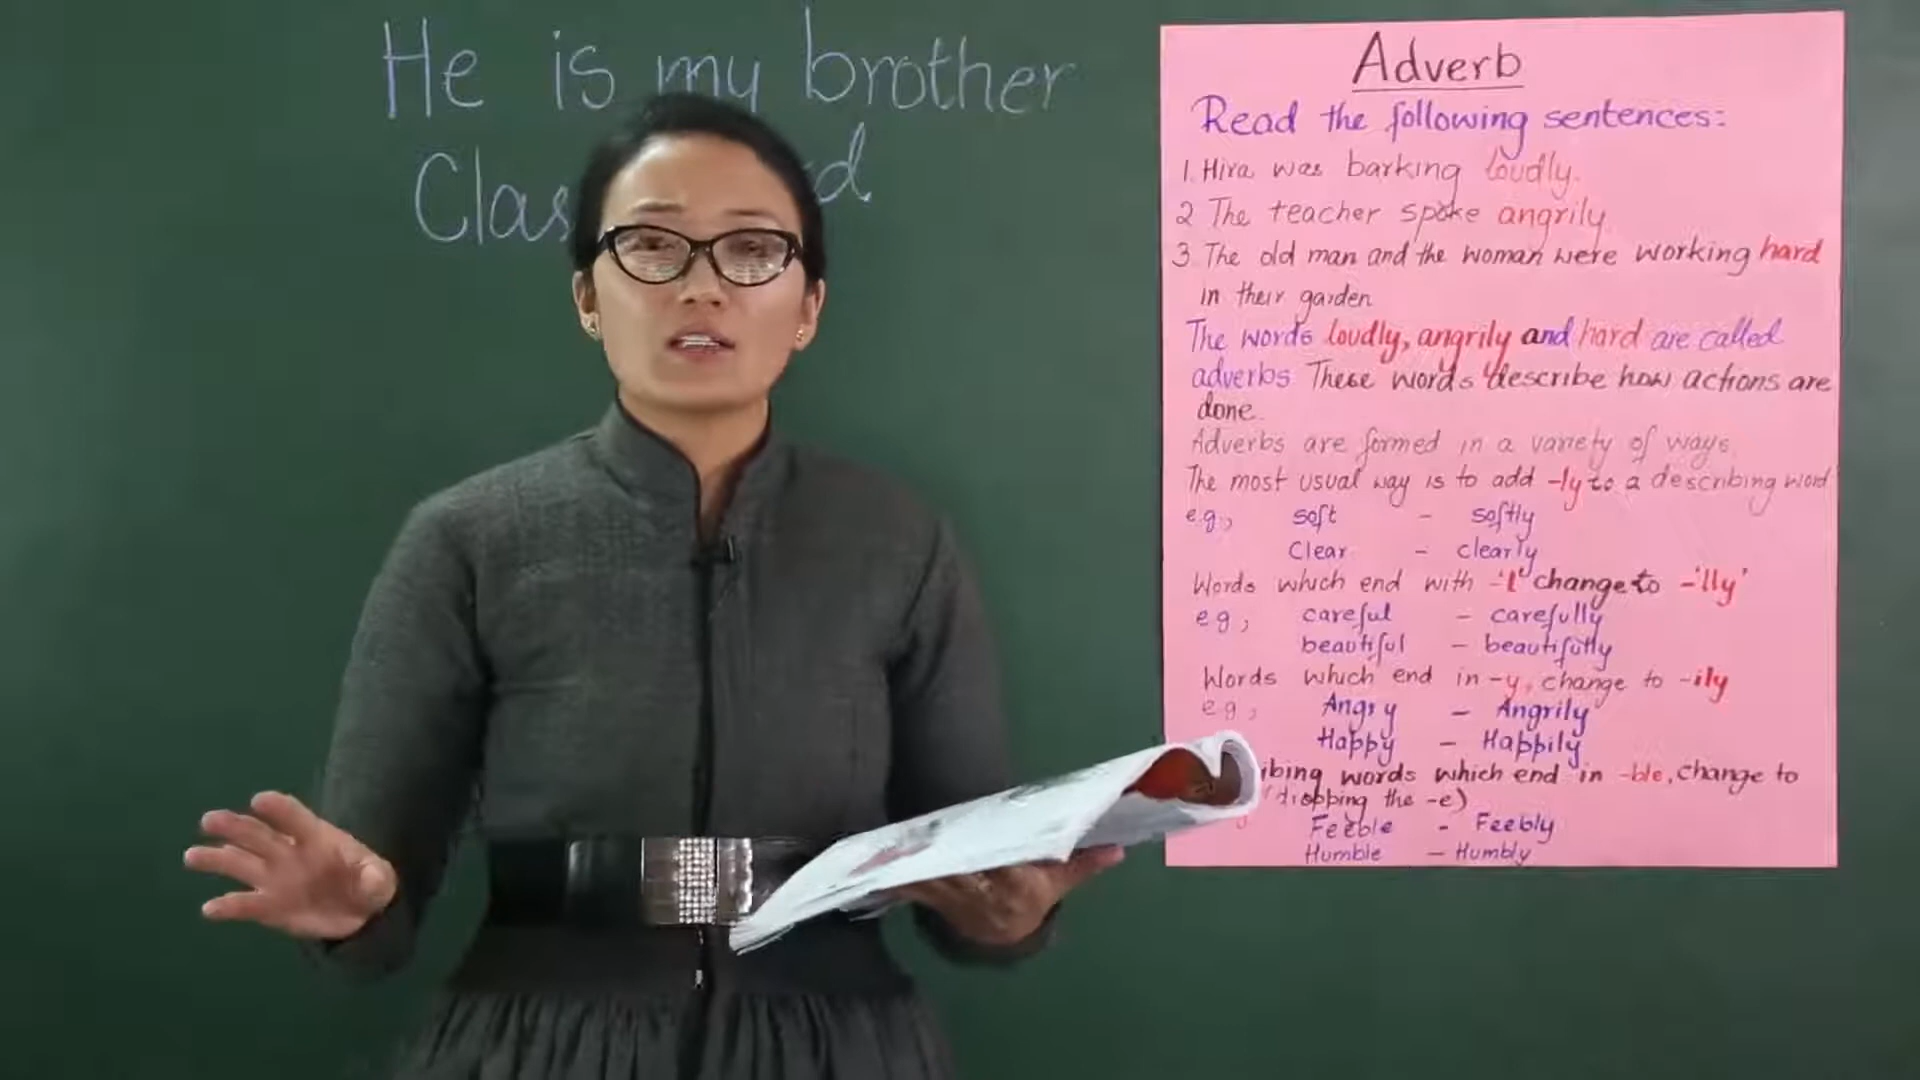 He is my brother
Clas d
Adverb
Read the following sentences:
1. Hira was barking loudly.
2 The teacher spoke angrily.
3. The old man and the woman were working hard
in their garden
The words loudly, angrily and hard are called
adverbs These words describe how actions are
done.
Adverbs are formed in a variety of ways
The most usual way is to add -ly to a describing word
e.g., soft - softly
Clear - clearly
Words which end with -'l' change to -'lly'
eg, careful - carefully
beautiful - beautifully
Words which end in -y, change to -ily
eg, Angry - Angrily
Happy - Happily
ibing words which end in -ble, change to
(dropping the -e)
Feeble - Feebly
Humble - Humbly